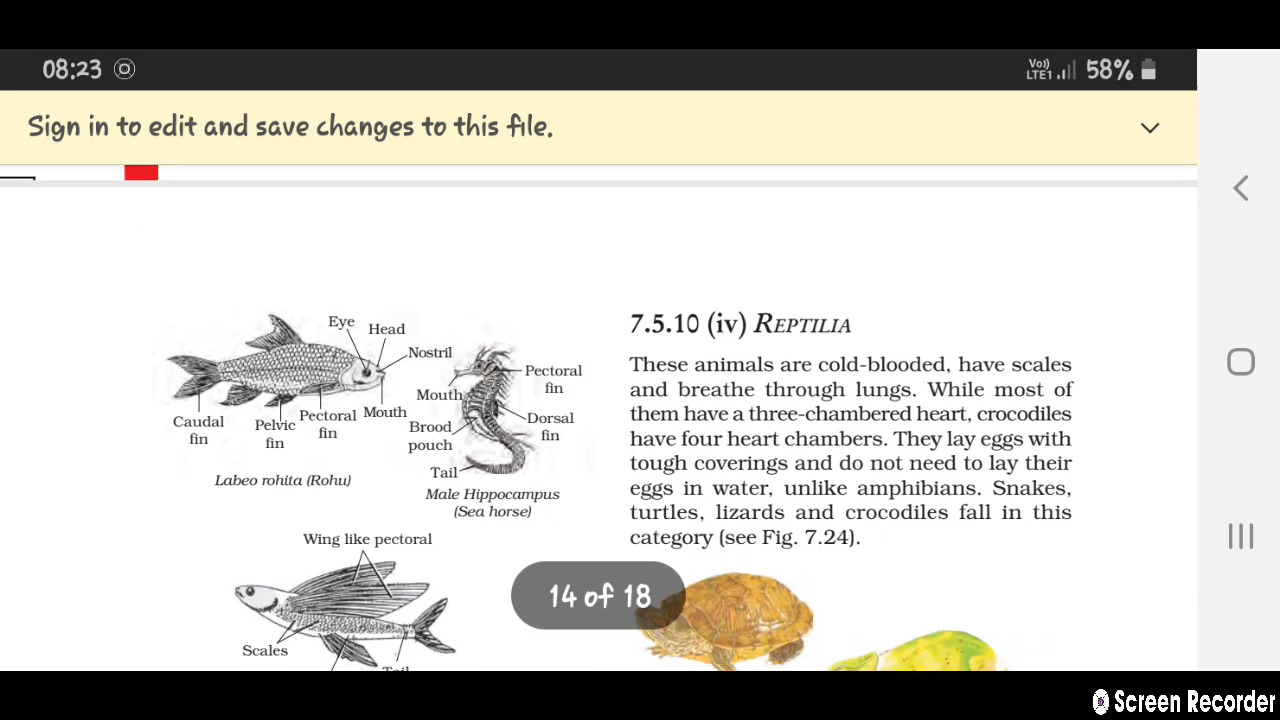 08:23
Vo)) LTE1 58%
Sign in to edit and save changes to this file.
Eye
Head
Nostril
Mouth
Pectoral fin
Pelvic fin
Caudal fin
Labeo rohita (Rohu)
Mouth
Pectoral fin
Dorsal fin
Brood pouch
Tail
Male Hippocampus
(Sea horse)
Wing like pectoral
Scales
Tail
7.5.10 (iv) REPTILIA
These animals are cold-blooded, have scales
and breathe through lungs. While most of
them have a three-chambered heart, crocodiles
have four heart chambers. They lay eggs with
tough coverings and do not need to lay their
eggs in water, unlike amphibians. Snakes,
turtles, lizards and crocodiles fall in this
category (see Fig. 7.24).
14 of 18
Screen Recorder